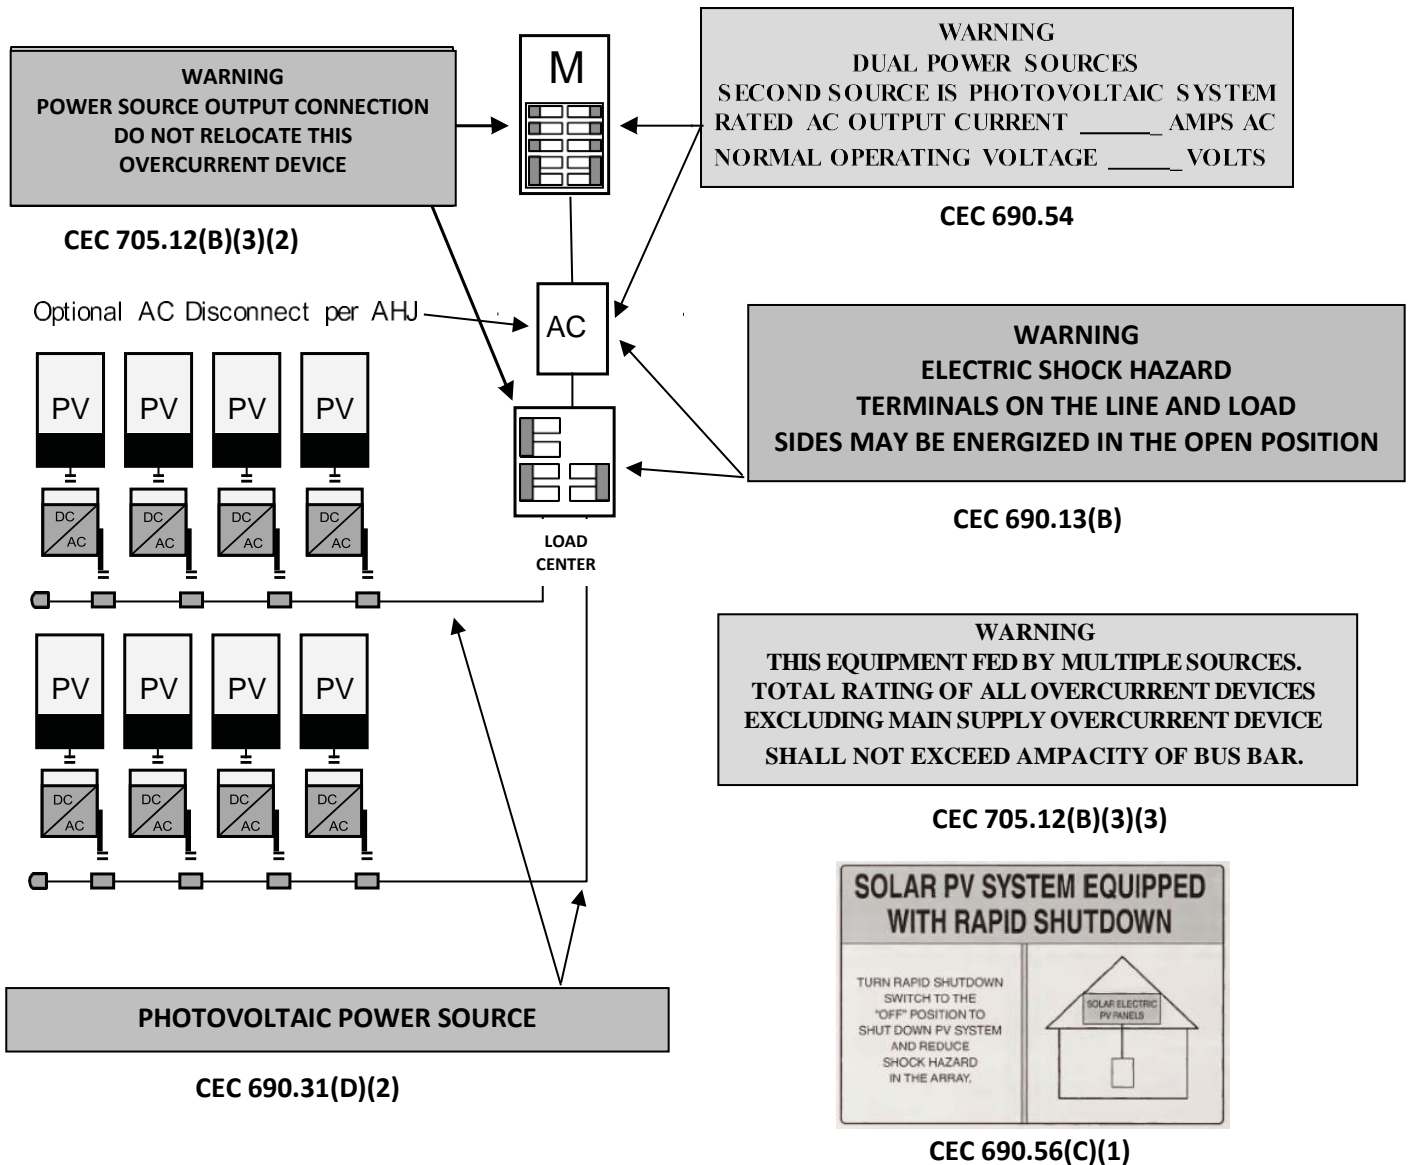 WARNING
POWER SOURCE OUTPUT CONNECTION
DO NOT RELOCATE THIS
OVERCURRENT DEVICE
CEC 705.12(B)(3)(2)
M
WARNING
DUAL POWER SOURCES
SECOND SOURCE IS PHOTOVOLTAIC SYSTEM
RATED AC OUTPUT CURRENT ______ AMPS AC
NORMAL OPERATING VOLTAGE ______ VOLTS
CEC 690.54
Optional AC Disconnect per AHJ
AC
WARNING
ELECTRIC SHOCK HAZARD
TERMINALS ON THE LINE AND LOAD
SIDES MAY BE ENERGIZED IN THE OPEN POSITION
CEC 690.13(B)
PV PV PV PV
DC DC DC DC
AC AC AC AC
LOAD
CENTER
PV PV PV PV
DC DC DC DC
AC AC AC AC
WARNING
THIS EQUIPMENT FED BY MULTIPLE SOURCES.
TOTAL RATING OF ALL OVERCURRENT DEVICES
EXCLUDING MAIN SUPPLY OVERCURRENT DEVICE
SHALL NOT EXCEED AMPACITY OF BUS BAR.
CEC 705.12(B)(3)(3)
PHOTOVOLTAIC POWER SOURCE
CEC 690.31(D)(2)
SOLAR PV SYSTEM EQUIPPED
WITH RAPID SHUTDOWN
TURN RAPID SHUTDOWN
SWITCH TO THE
"OFF" POSITION TO
SHUT DOWN PV SYSTEM
AND REDUCE
SHOCK HAZARD
IN THE ARRAY.
SOLAR ELECTRIC
PV PANELS
CEC 690.56(C)(1)